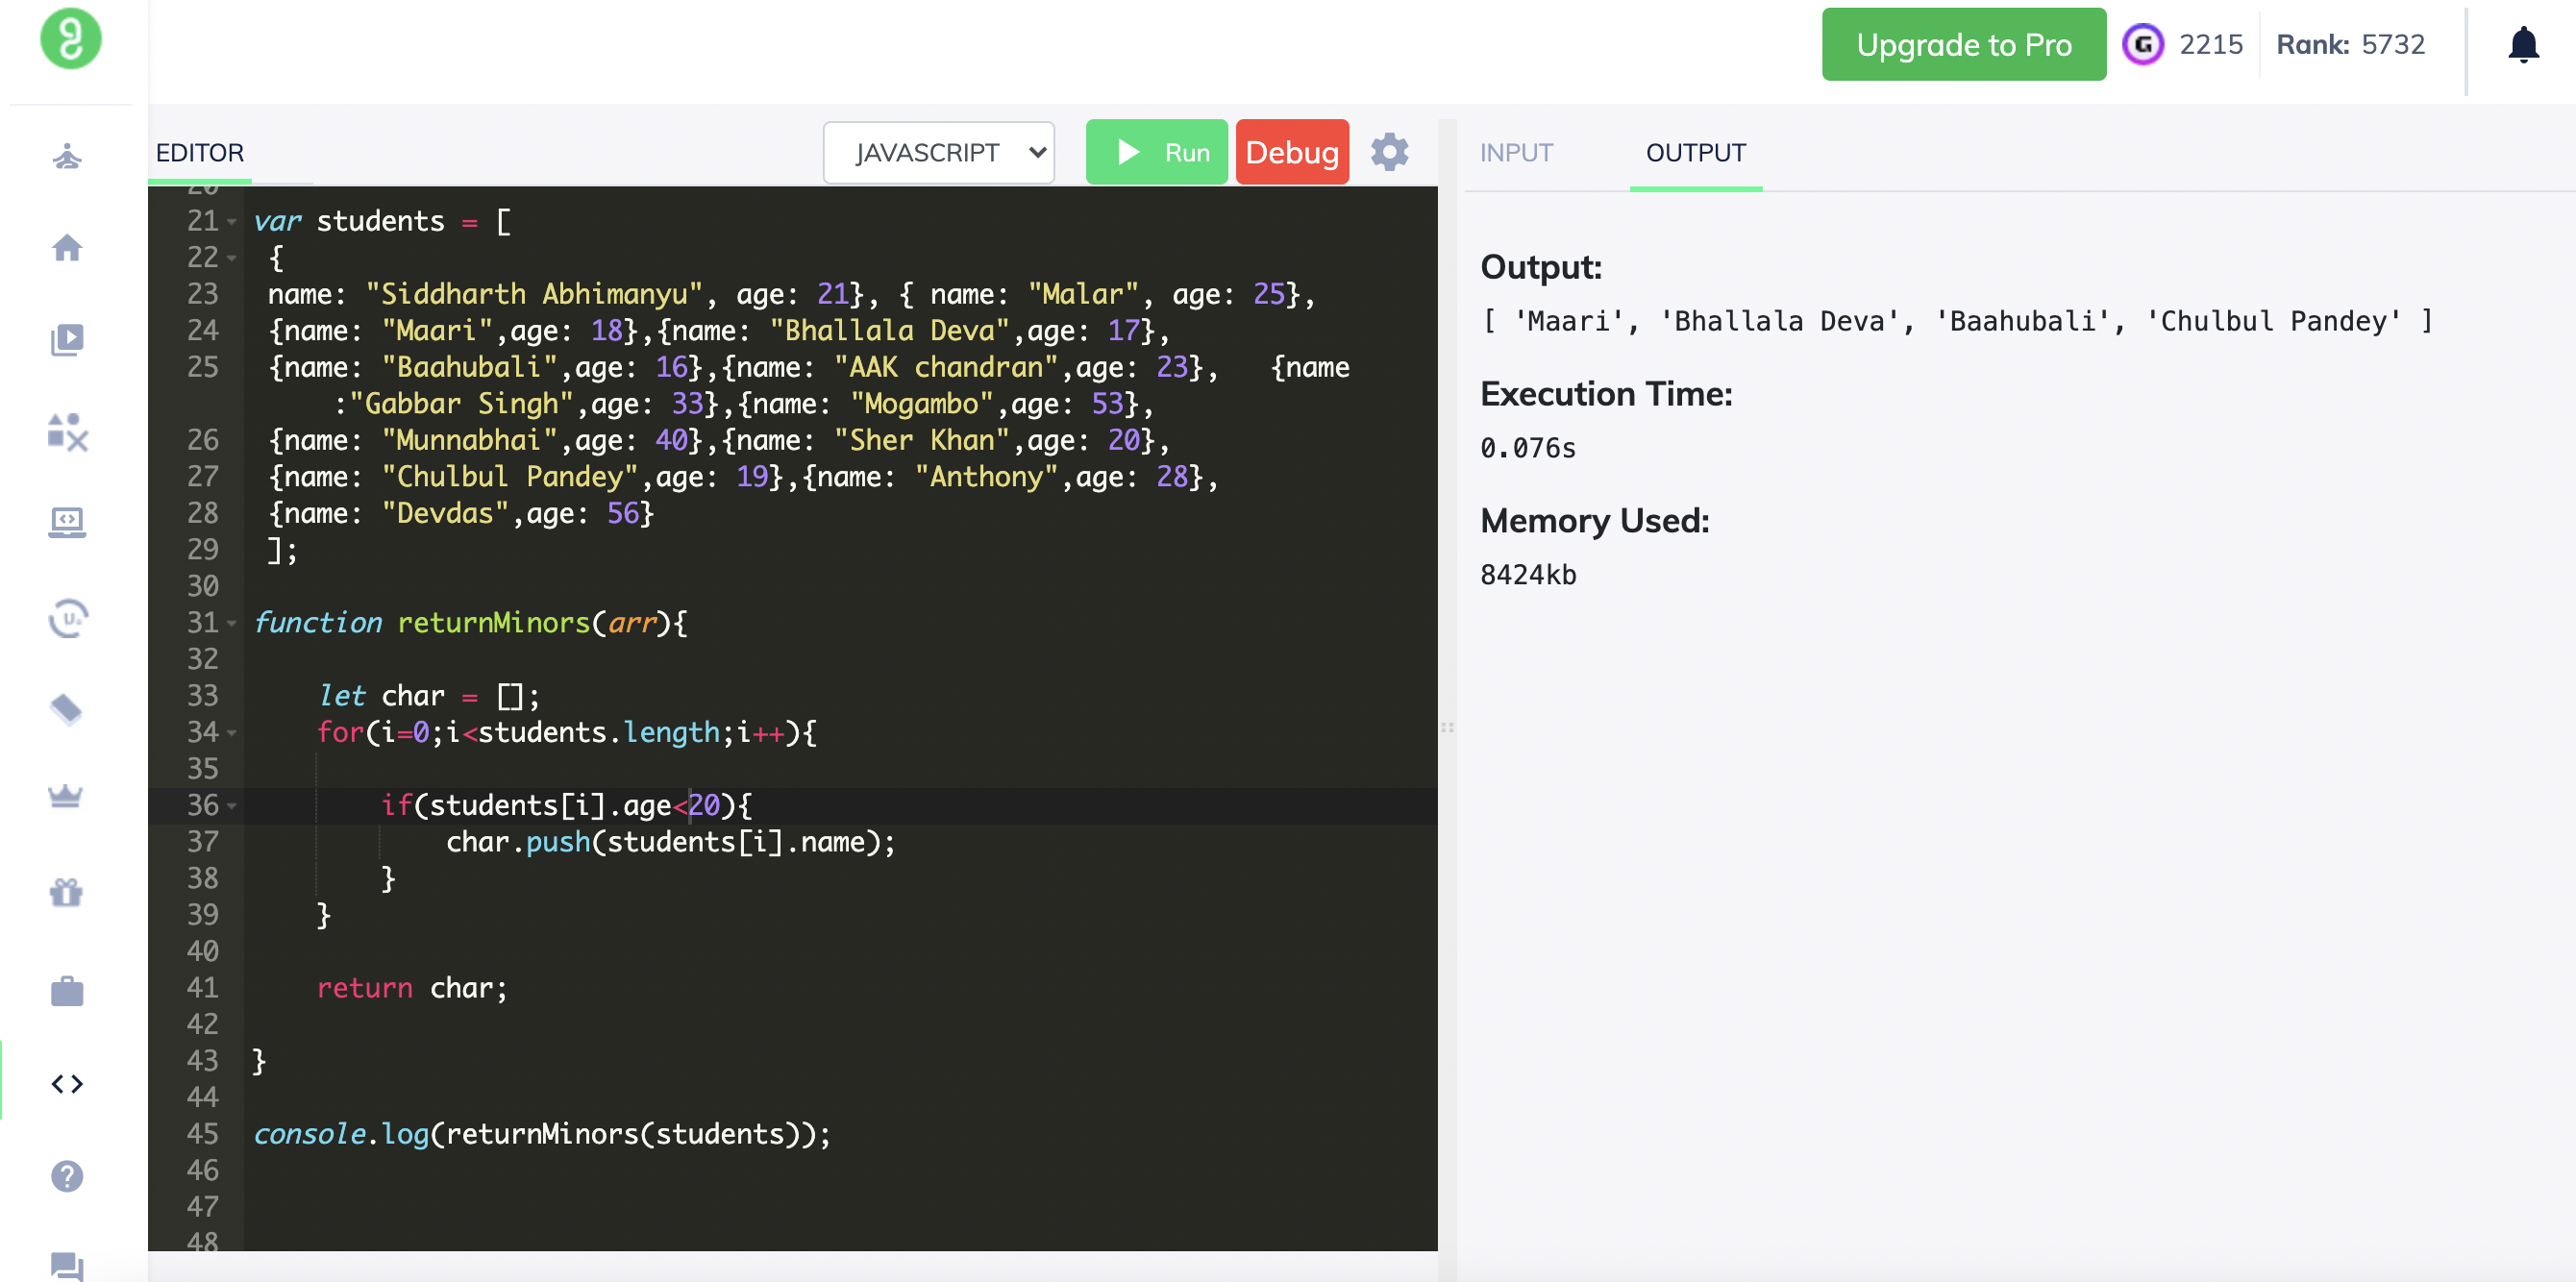 Upgrade to Pro
G
2215
Rank: 5732
EDITOR
JAVASCRIPT
Run
Debug
INPUT
OUTPUT
20
21 var students = [
22 {
23 name: "Siddharth Abhimanyu", age: 21}, { name: "Malar", age: 25},
24 {name: "Maari",age: 18},{name: "Bhallala Deva",age: 17},
25 {name: "Baahubali",age: 16},{name: "AAK chandran",age: 23},   {name
:"Gabbar Singh",age: 33},{name: "Mogambo",age: 53},
26 {name: "Munnabhai",age: 40},{name: "Sher Khan",age: 20},
27 {name: "Chulbul Pandey",age: 19},{name: "Anthony",age: 28},
28 {name: "Devdas",age: 56}
29 ];
30
31 function returnMinors(arr){
32
33 let char = [];
34 for(i=0;i<students.length;i++){
35
36 if(students[i].age<20){
37 char.push(students[i].name);
38 }
39 }
40
41 return char;
42
43 }
44
45 console.log(returnMinors(students));
46
47
48
Output:
[ 'Maari', 'Bhallala Deva', 'Baahubali', 'Chulbul Pandey' ]
Execution Time:
0.076s
Memory Used:
8424kb